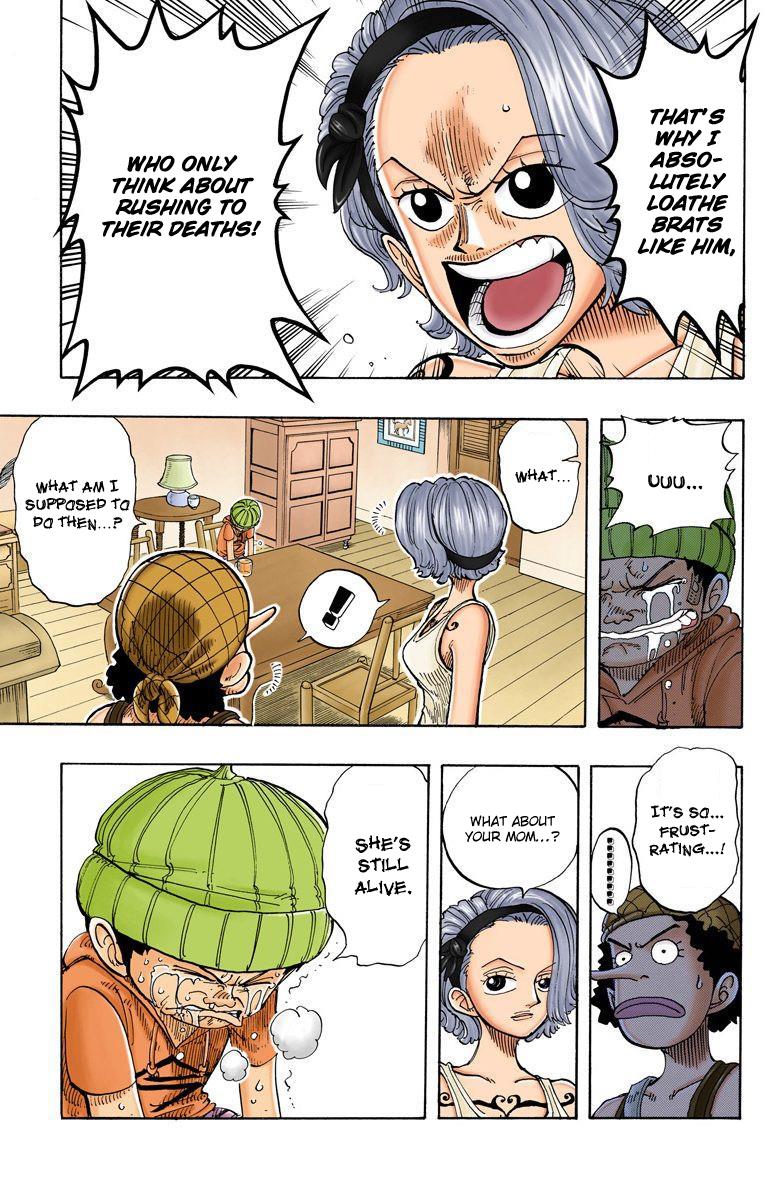 THAT'S
WHY I
ABSO-
LUTELY
LOATHE
BRATS
LIKE HIM,
WHO ONLY
THINK ABOUT
RUSHING TO
THEIR DEATHS!
UUU...
WHAT...
!
WHAT AM I
SUPPOSED TO
DO THEN...?
IT'S SO...
FRUST-
RATING...!
..........
WHAT ABOUT
YOUR MOM...?
SHE'S
STILL
ALIVE.